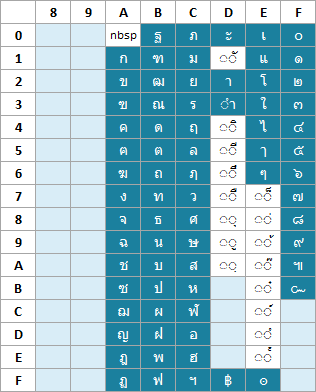 8 9 A B C D E F
0 nbsp ฐ ภ ะ เ ๐
1 ก ฑ ม ◌ั แ ๑
2 ข ฒ ย า โ ๒
3 ฃ ณ ร ำ ใ ๓
4 ค ด ฤ ◌ิ ไ ๔
5 ฅ ต ล ◌ี ๅ ๕
6 ฆ ถ ฦ ◌ึ ๆ ๖
7 ง ท ว ◌ื ◌็ ๗
8 จ ธ ศ ◌ุ ◌่ ๘
9 ฉ น ษ ◌ู ◌้ ๙
A ช บ ส ◌ฺ ◌๊ ๚
B ซ ป ห ◌๋ ๛
C ฌ ผ ฬ ◌์
D ญ ฝ อ ◌ํ
E ฎ พ ฮ ◌๎
F ฏ ฟ ฯ ฿ ๏